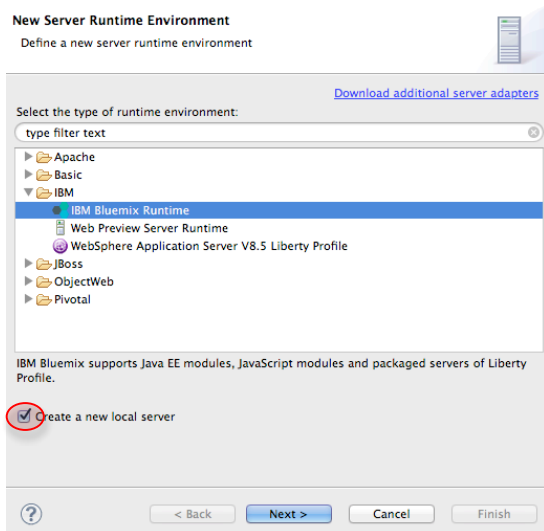 New Server Runtime Environment
Define a new server runtime environment
Download additional server adapters
Select the type of runtime environment:
type filter text
Apache
Basic
IBM
IBM Bluemix Runtime
Web Preview Server Runtime
WebSphere Application Server V8.5 Liberty Profile
JBoss
ObjectWeb
Pivotal
IBM Bluemix supports Java EE modules, JavaScript modules and packaged servers of Liberty
Profile.
Create a new local server
? < Back Next > Cancel Finish